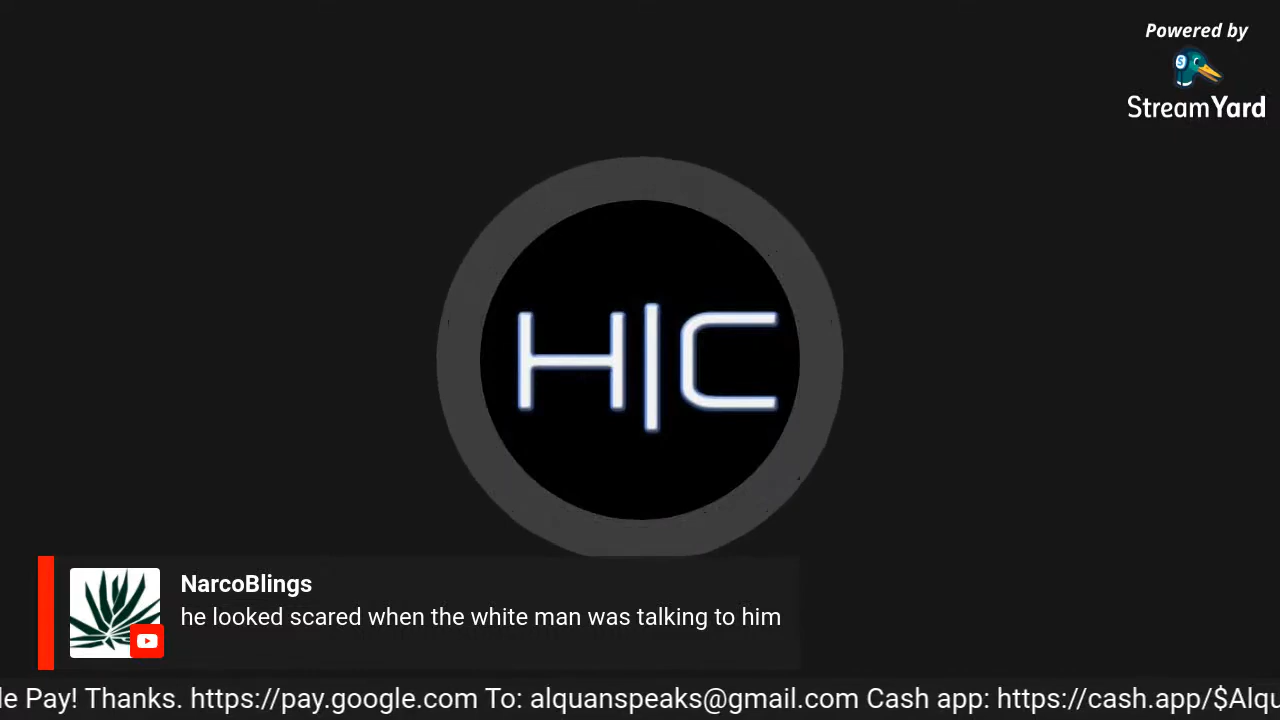 Powered by
StreamYard
H|C
NarcoBlings
he looked scared when the white man was talking to him
le Pay! Thanks. https://pay.google.com To: alquanspeaks@gmail.com Cash app: https://cash.app/$Alqu